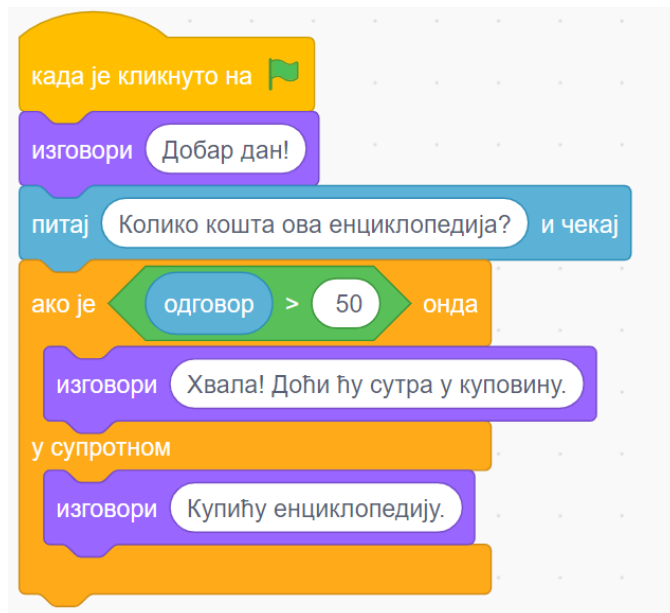 када је кликнуто на
изговори Добар дан!
питај Колико кошта ова енциклопедија? и чекај
ако је одговор > 50 онда
изговори Хвала! Доћи ћу сутра у куповину.
у супротном
изговори Купићу енциклопедију.